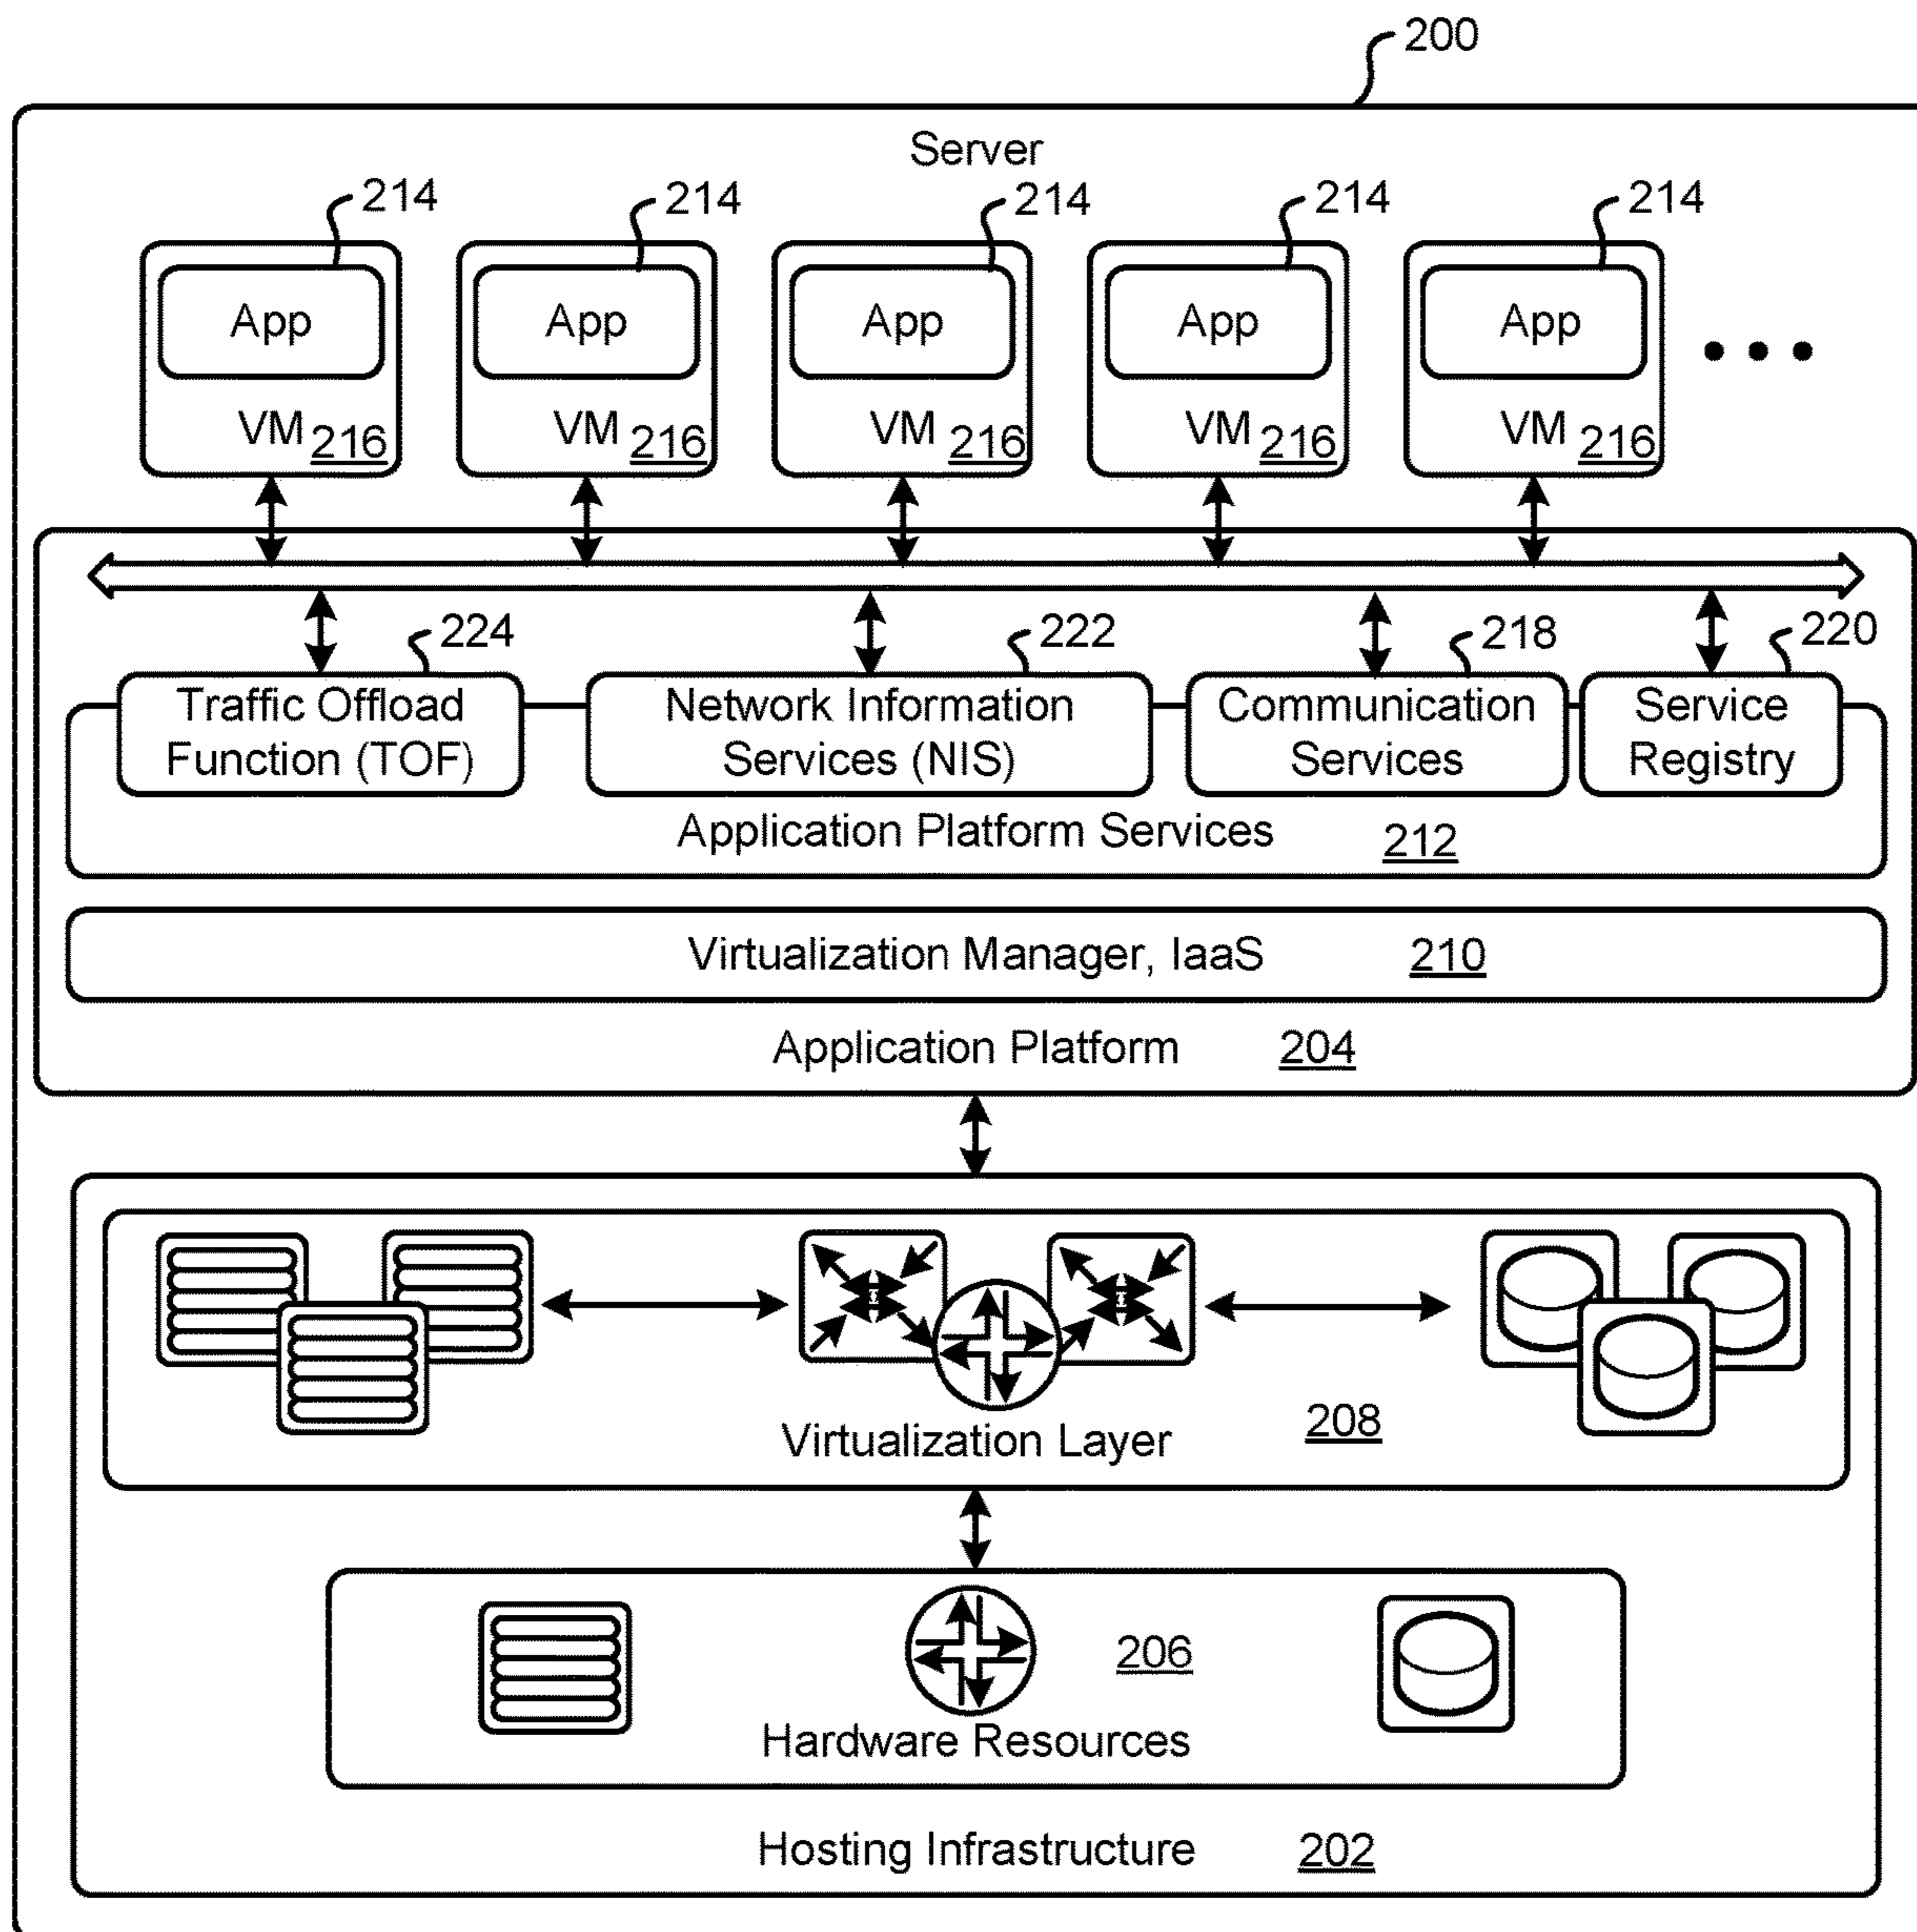 200
Server
214 214 214 214 214
App App App App App
VM 216 VM 216 VM 216 VM 216 VM 216
224 222 218 220
Traffic Offload
Function (TOF)
Network Information
Services (NIS)
Communication
Services
Service
Registry
Application Platform Services 212
Virtualization Manager, IaaS 210
Application Platform 204
Virtualization Layer 208
206
Hardware Resources
Hosting Infrastructure 202